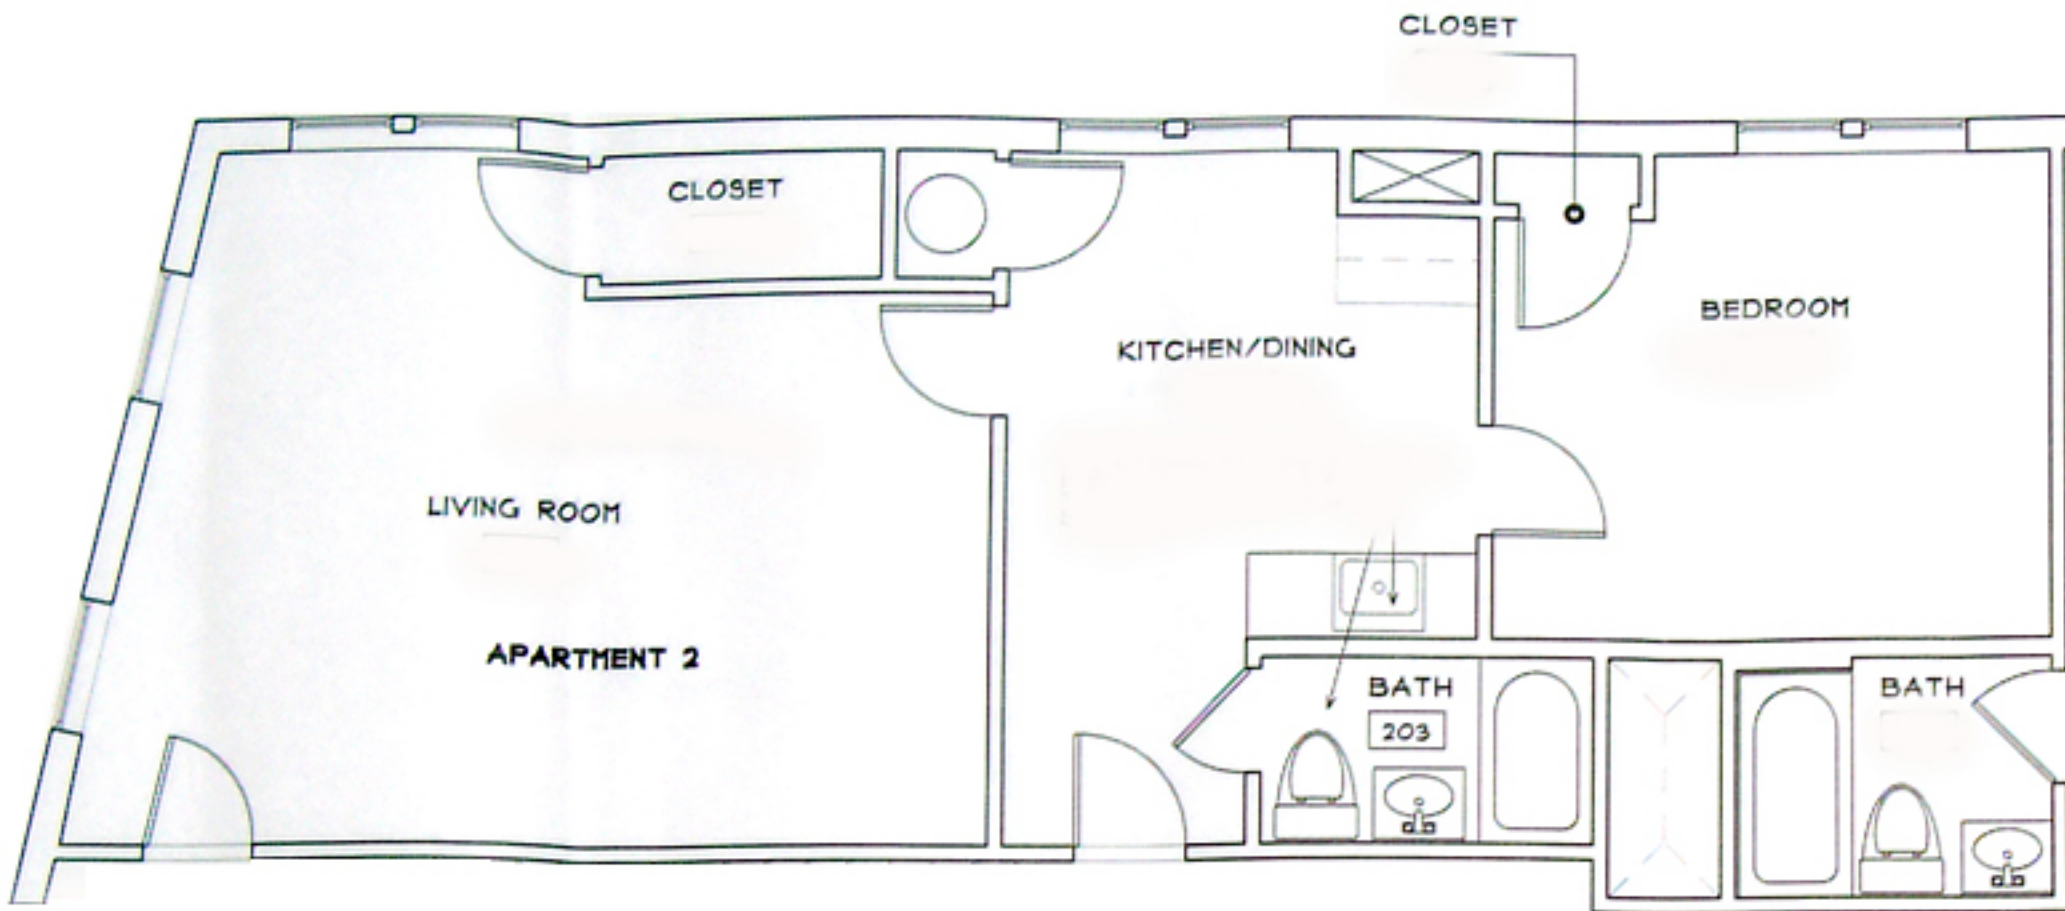 CLOSET
CLOSET
BEDROOM
KITCHEN/DINING
LIVING ROOM
APARTMENT 2
BATH
203
BATH